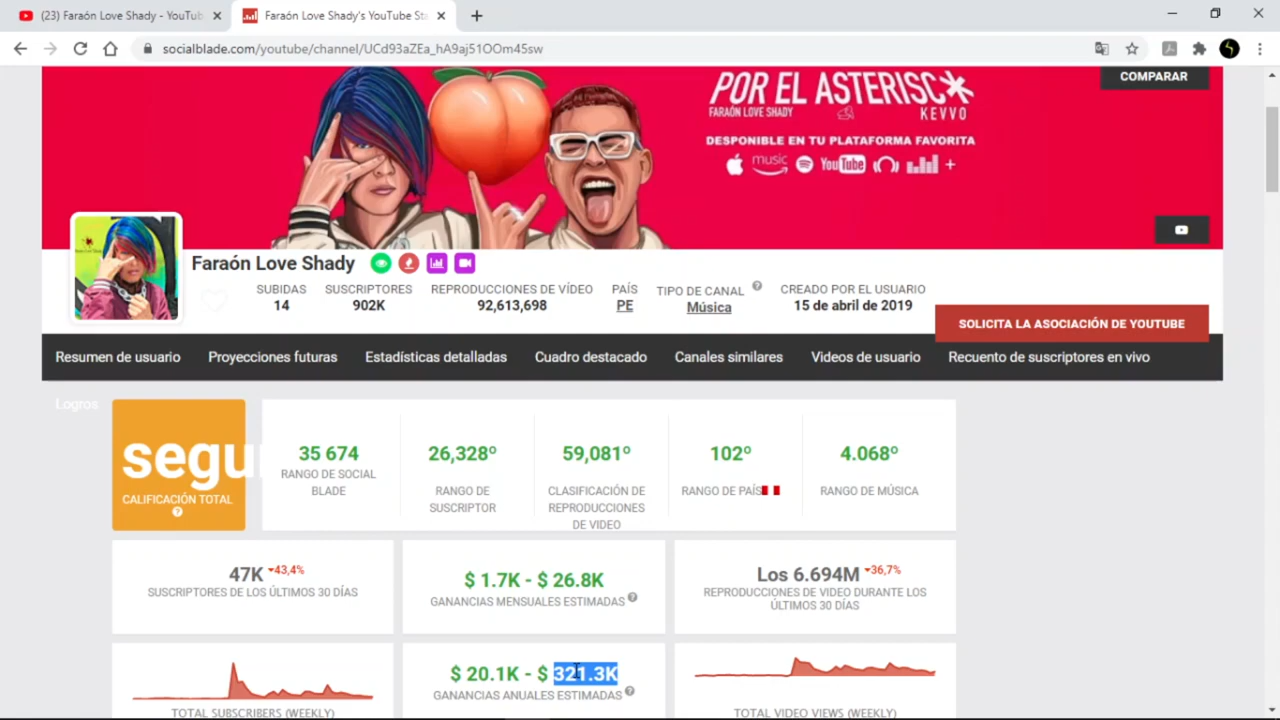 (23) Faraón Love Shady - YouTub
Faraón Love Shady's YouTube Sta
socialblade.com/youtube/channel/UCd93aZEa_hA9aj51OOm45sw
POR EL ASTERISC*
FARAÓN LOVE SHADY
KEVVO
DISPONIBLE EN TU PLATAFORMA FAVORITA
music YouTube +
COMPARAR
Faraón Love Shady
SUBIDAS
14
SUSCRIPTORES
902K
REPRODUCCIONES DE VÍDEO
92,613,698
PAÍS
PE
TIPO DE CANAL ?
Música
CREADO POR EL USUARIO
15 de abril de 2019
SOLICITA LA ASOCIACIÓN DE YOUTUBE
Resumen de usuario Proyecciones futuras Estadísticas detalladas Cuadro destacado Canales similares Videos de usuario Recuento de suscriptores en vivo
Logros
segu
CALIFICACIÓN TOTAL
?
35 674
RANGO DE SOCIAL
BLADE
26,328º
RANGO DE
SUSCRIPTOR
59,081º
CLASIFICACIÓN DE
REPRODUCCIONES
DE VIDEO
102º
RANGO DE PAÍS
4.068º
RANGO DE MÚSICA
47K 43,4%
SUSCRIPTORES DE LOS ÚLTIMOS 30 DÍAS
$ 1.7K - $ 26.8K
GANANCIAS MENSUALES ESTIMADAS ?
Los 6.694M 36,7%
REPRODUCCIONES DE VIDEO DURANTE LOS
ÚLTIMOS 30 DÍAS
TOTAL SUBSCRIBERS (WEEKLY)
$ 20.1K - $ 321.3K
GANANCIAS ANUALES ESTIMADAS ?
TOTAL VIDEO VIEWS (WEEKLY)